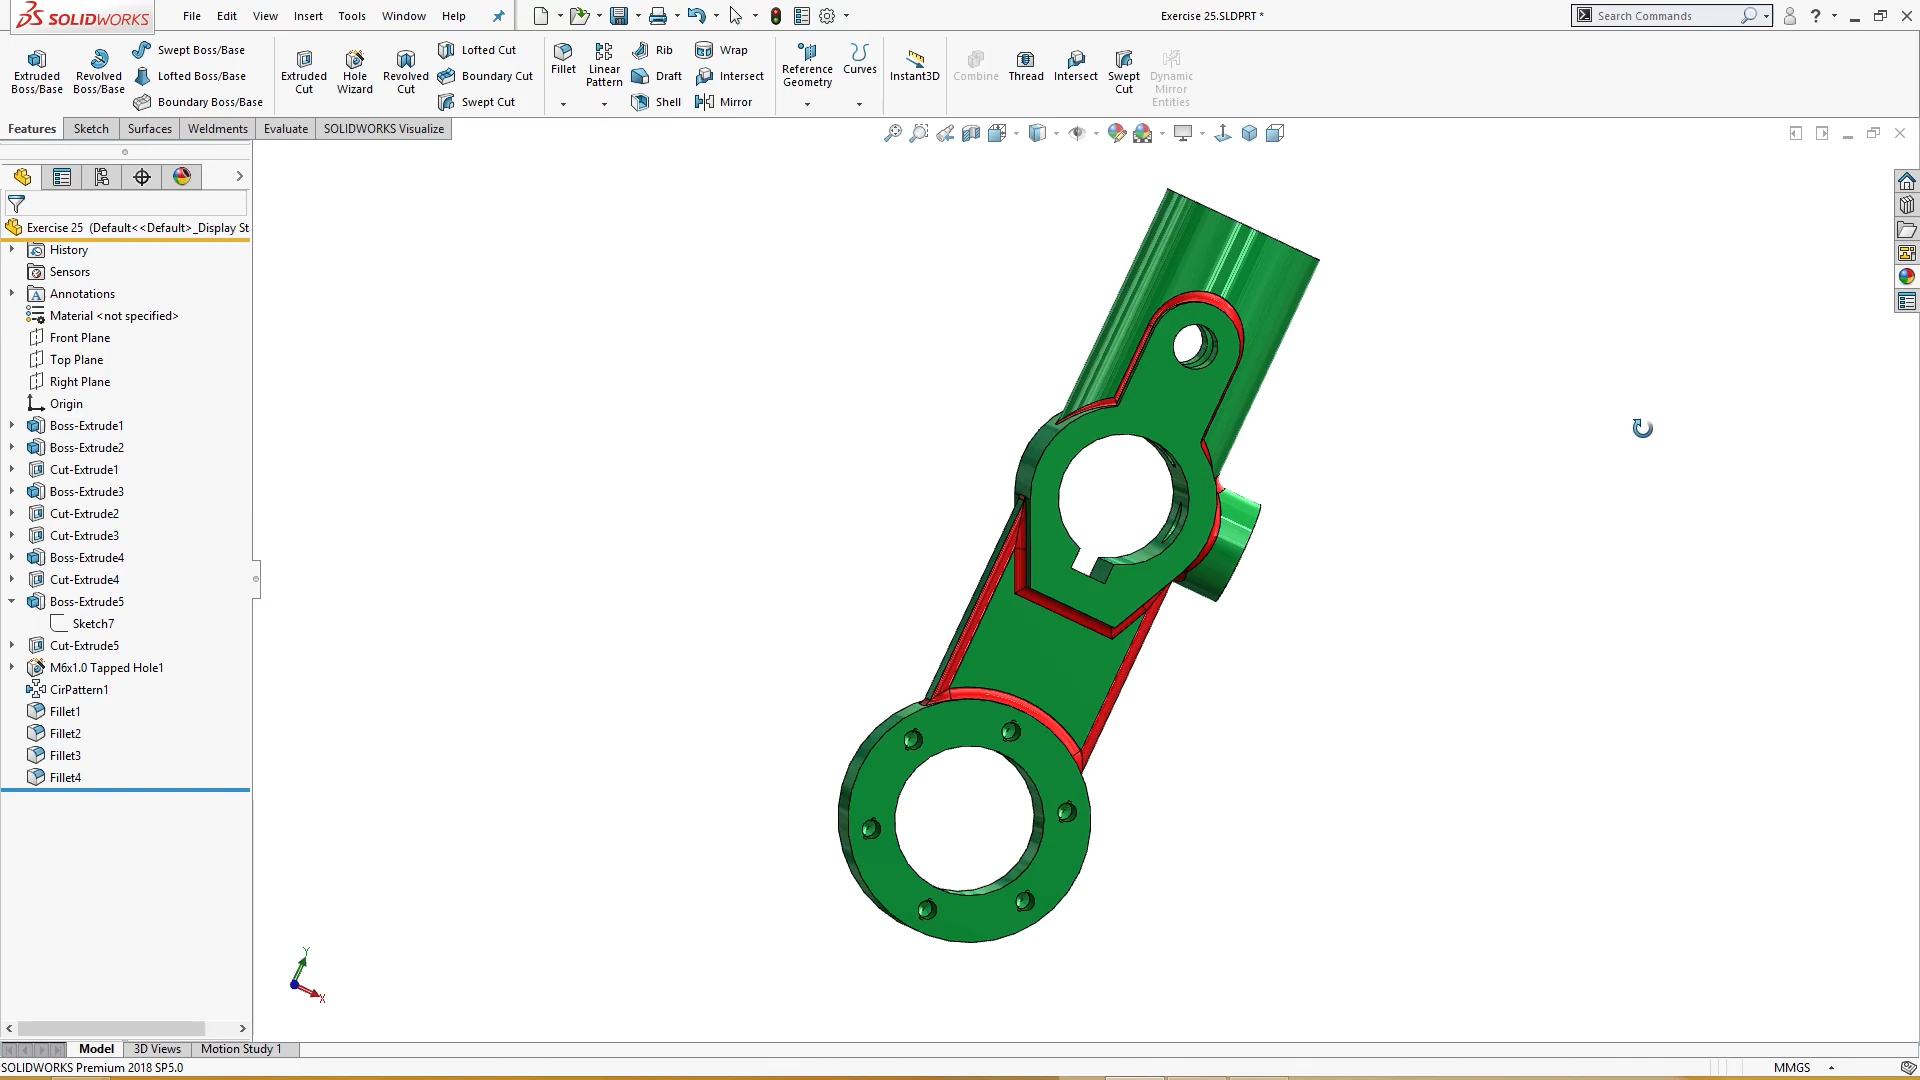 SOLIDWORKS
File Edit View Insert Tools Window Help
Exercise 25.SLDPRT *
Search Commands
?
Extruded Boss/Base
Revolved Boss/Base
Swept Boss/Base
Lofted Boss/Base
Boundary Boss/Base
Extruded Cut
Hole Wizard
Revolved Cut
Lofted Cut
Boundary Cut
Swept Cut
Fillet
Linear Pattern
Rib
Draft
Shell
Wrap
Intersect
Mirror
Reference Geometry
Curves
Instant3D
Combine
Thread
Intersect
Swept Cut
Dynamic Mirror Entities
Features Sketch Surfaces Weldments Evaluate SOLIDWORKS Visualize
Exercise 25 (Default<<Default>_Display St
History
Sensors
Annotations
Material <not specified>
Front Plane
Top Plane
Right Plane
Origin
Boss-Extrude1
Boss-Extrude2
Cut-Extrude1
Boss-Extrude3
Cut-Extrude2
Cut-Extrude3
Boss-Extrude4
Cut-Extrude4
Boss-Extrude5
Sketch7
Cut-Extrude5
M6x1.0 Tapped Hole1
CirPattern1
Fillet1
Fillet2
Fillet3
Fillet4
Y
X
Model 3D Views Motion Study 1
SOLIDWORKS Premium 2018 SP5.0
MMGS